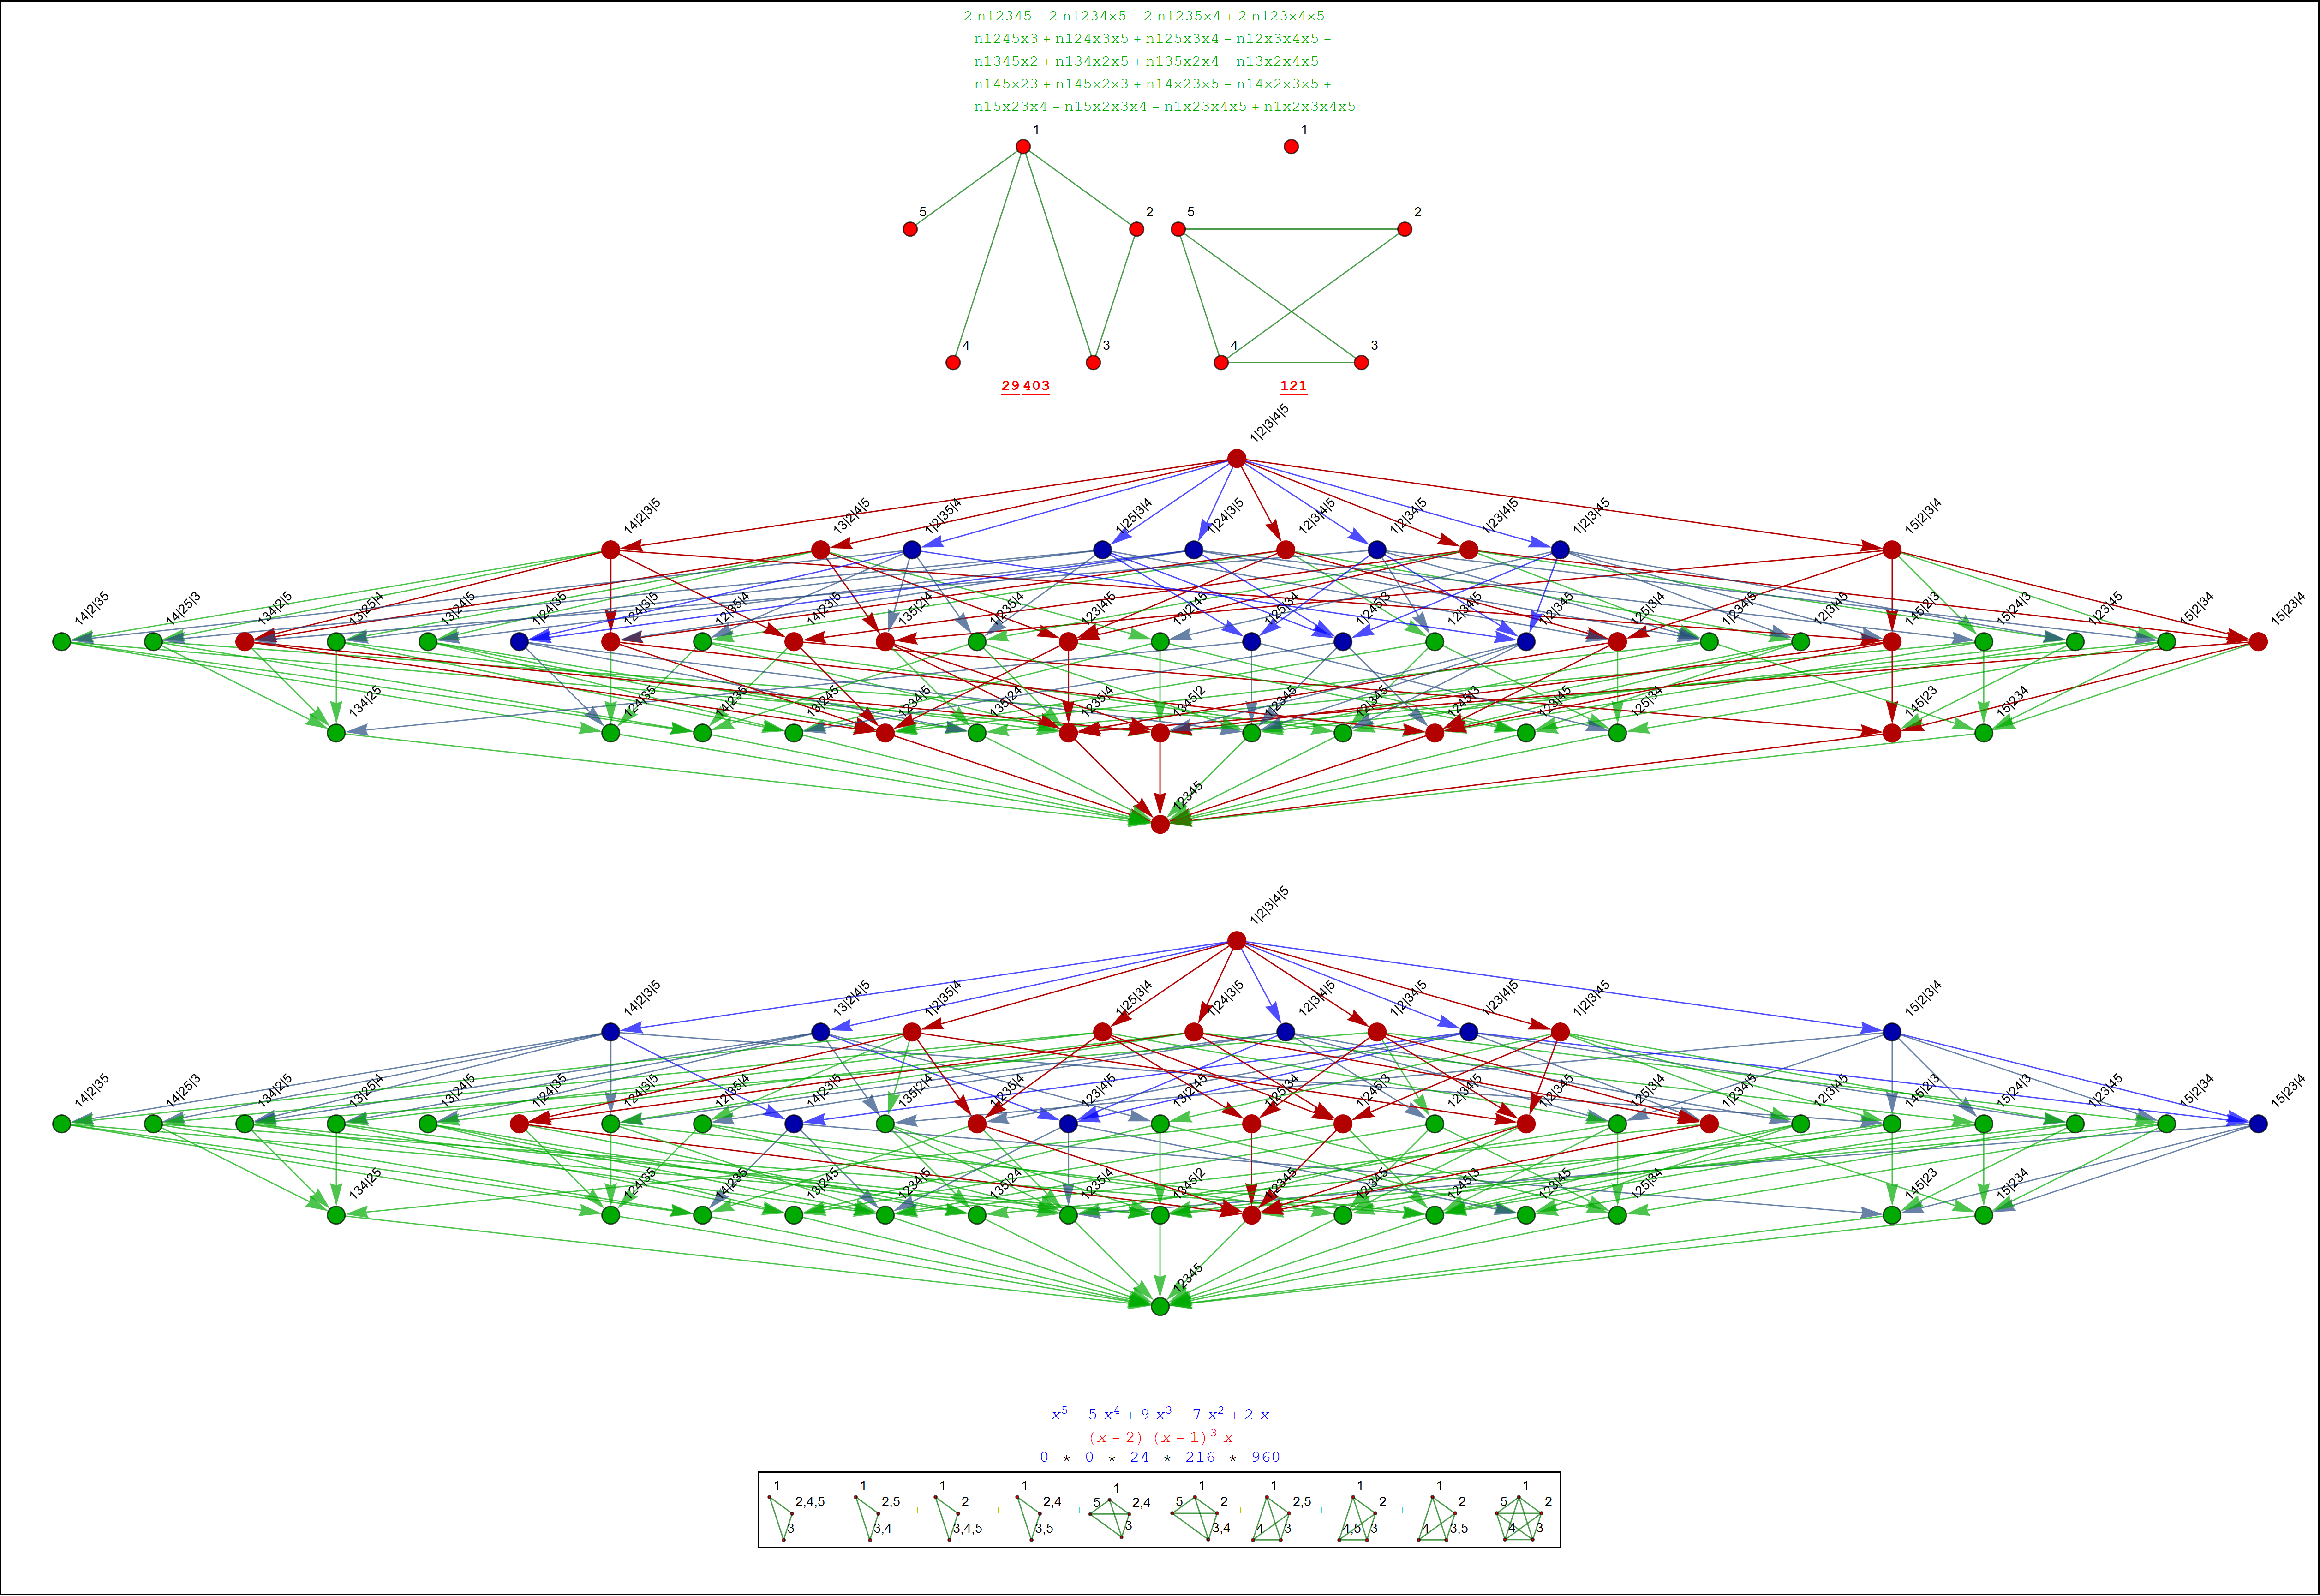 2 n12345 − 2 n1234x5 − 2 n1235x4 + 2 n123x4x5 −
n1245x3 + n124x3x5 + n125x3x4 − n12x3x4x5 −
n1345x2 + n134x2x5 + n135x2x4 − n13x2x4x5 −
n145x23 + n145x2x3 + n14x23x5 − n14x2x3x5 +
n15x23x4 − n15x2x3x4 − n1x23x4x5 + n1x2x3x4x5
1 1
5 2 5 2
4 3 4 3
29 403 121
1|2|3|4|5
14|2|3|5 13|2|4|5 1|2|35|4 1|25|3|4 1|24|3|5 12|3|4|5 1|2|34|5 1|23|4|5 1|2|3|45 15|2|3|4
14|2|35 14|25|3 134|2|5 13|25|4 13|24|5 1|24|35 124|3|5 12|35|4 14|23|5 135|2|4 1|235|4 123|4|5 13|2|45 1|25|34 1|245|3 12|34|5 1|2|345 125|3|4 1|234|5 12|3|45 145|2|3 15|24|3 1|23|45 15|2|34 15|23|4
134|25 124|35 14|235 13|245 1234|5 135|24 1235|4 1345|2 1|2345 12|345 1245|3 123|45 125|34 145|23 15|234
12345
1|2|3|4|5
14|2|3|5 13|2|4|5 1|2|35|4 1|25|3|4 1|24|3|5 12|3|4|5 1|2|34|5 1|23|4|5 1|2|3|45 15|2|3|4
14|2|35 14|25|3 134|2|5 13|25|4 13|24|5 1|24|35 124|3|5 12|35|4 14|23|5 135|2|4 1|235|4 123|4|5 13|2|45 1|25|34 1|245|3 12|34|5 1|2|345 125|3|4 1|234|5 12|3|45 145|2|3 15|24|3 1|23|45 15|2|34 15|23|4
134|25 124|35 14|235 13|245 1234|5 135|24 1235|4 1345|2 1|2345 12|345 1245|3 123|45 125|34 145|23 15|234
12345
x⁵ − 5 x⁴ + 9 x³ − 7 x² + 2 x
(x − 2) (x − 1)³ x
0 * 0 * 24 * 216 * 960
1 1 1 1 1 1 1 1 1 1
2,4,5 2,5 2 2,4 5 2,4 5 2 2,5 2 2 5 2
+ + + + + + + + +
3 3,4 3,4,5 3,5 3 3,4 4 3 4,5 3 4 3,5 4 3